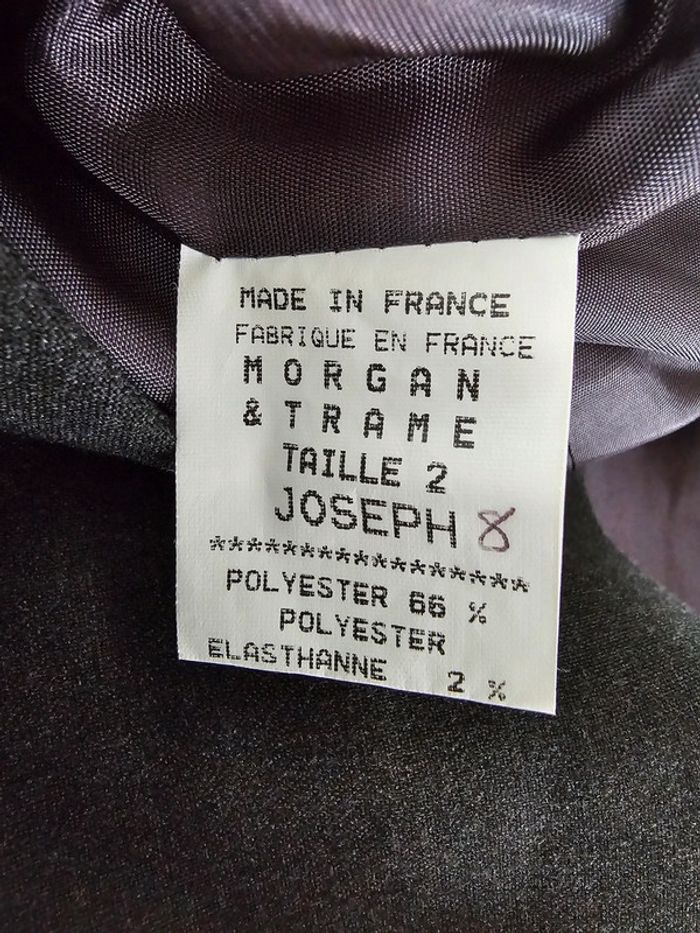 MADE IN FRANCE
FABRIQUE EN FRANCE
MORGAN
& TRAME
TAILLE 2
JOSEPH 8
*****************
POLYESTER 66 %
POLYESTER
ELASTHANNE 2 %